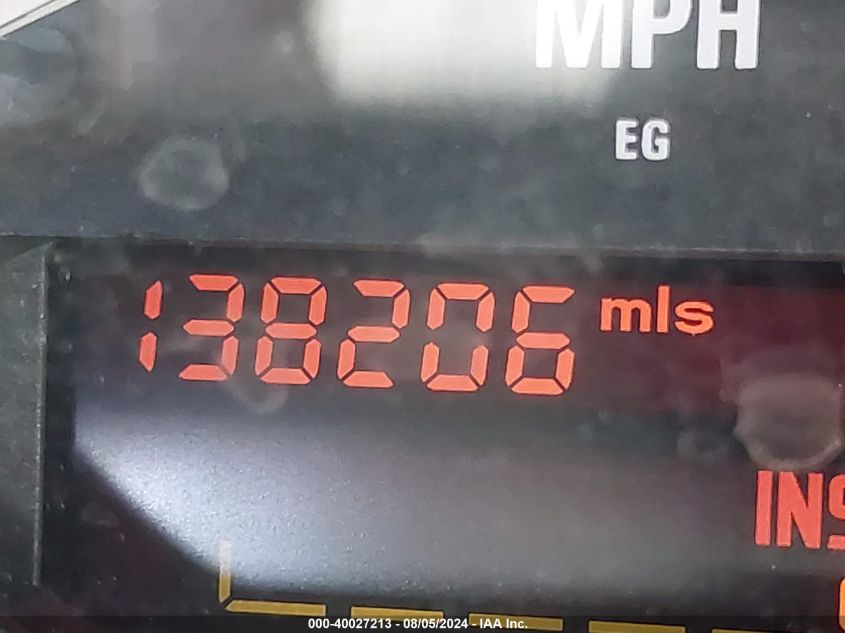 MPH
EG
138206 mls
000-40027213 - 08/05/2024 - IAA Inc.